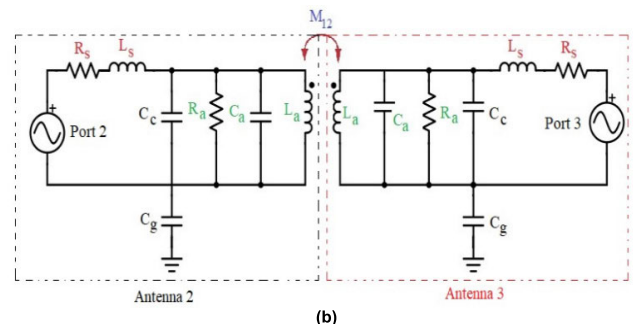 M12
Rs Ls Ls Rs
Port 2 Cc Ra Ca La La Ca Ra Cc Port 3
Cg Cg
Antenna 2 Antenna 3
(b)